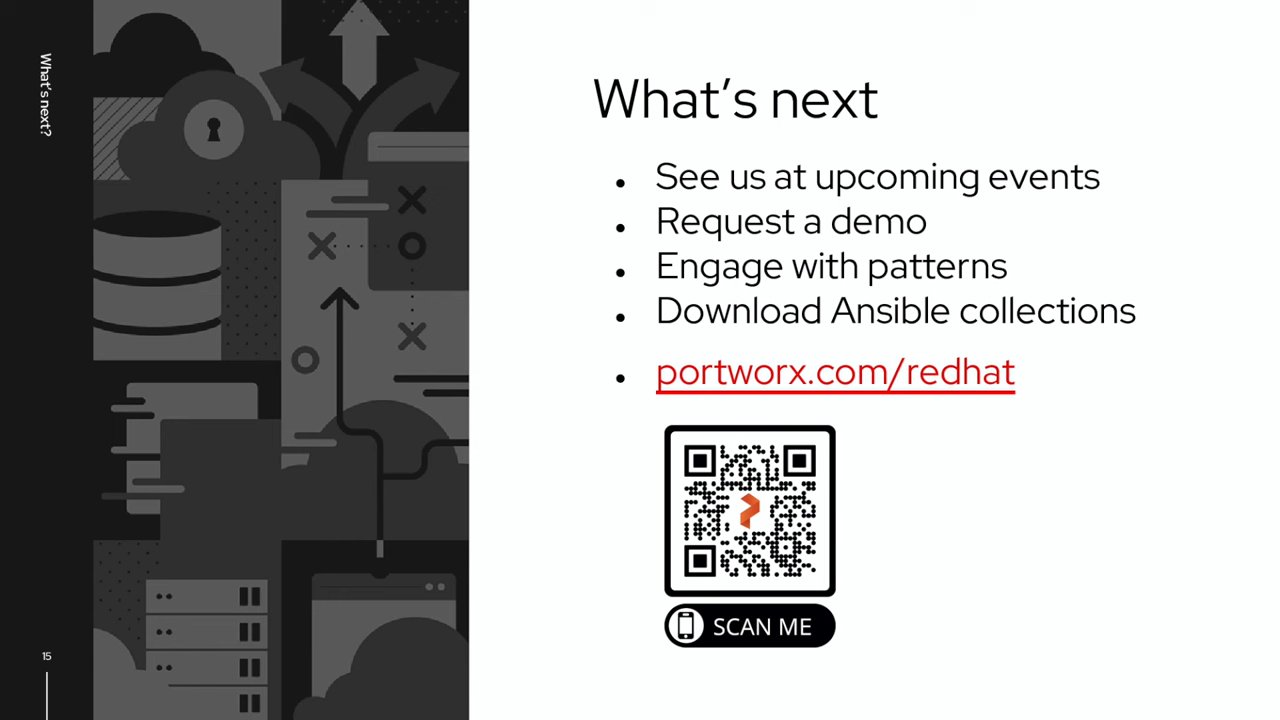 What's next?
What's next
See us at upcoming events
Request a demo
Engage with patterns
Download Ansible collections
portworx.com/redhat
SCAN ME
15